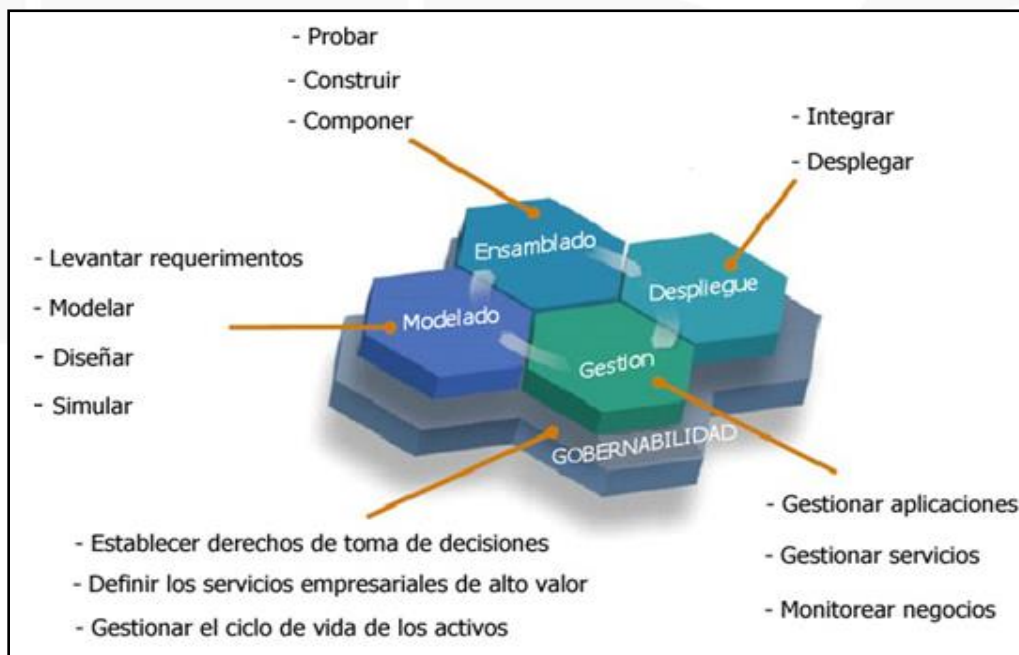 - Probar
- Construir
- Componer
- Integrar
- Desplegar
Ensamblado
Despliegue
- Levantar requerimentos
- Modelar
- Diseñar
- Simular
Modelado
Gestion
GOBERNABILIDAD
- Establecer derechos de toma de decisiones
- Definir los servicios empresariales de alto valor
- Gestionar el ciclo de vida de los activos
- Gestionar aplicaciones
- Gestionar servicios
- Monitorear negocios